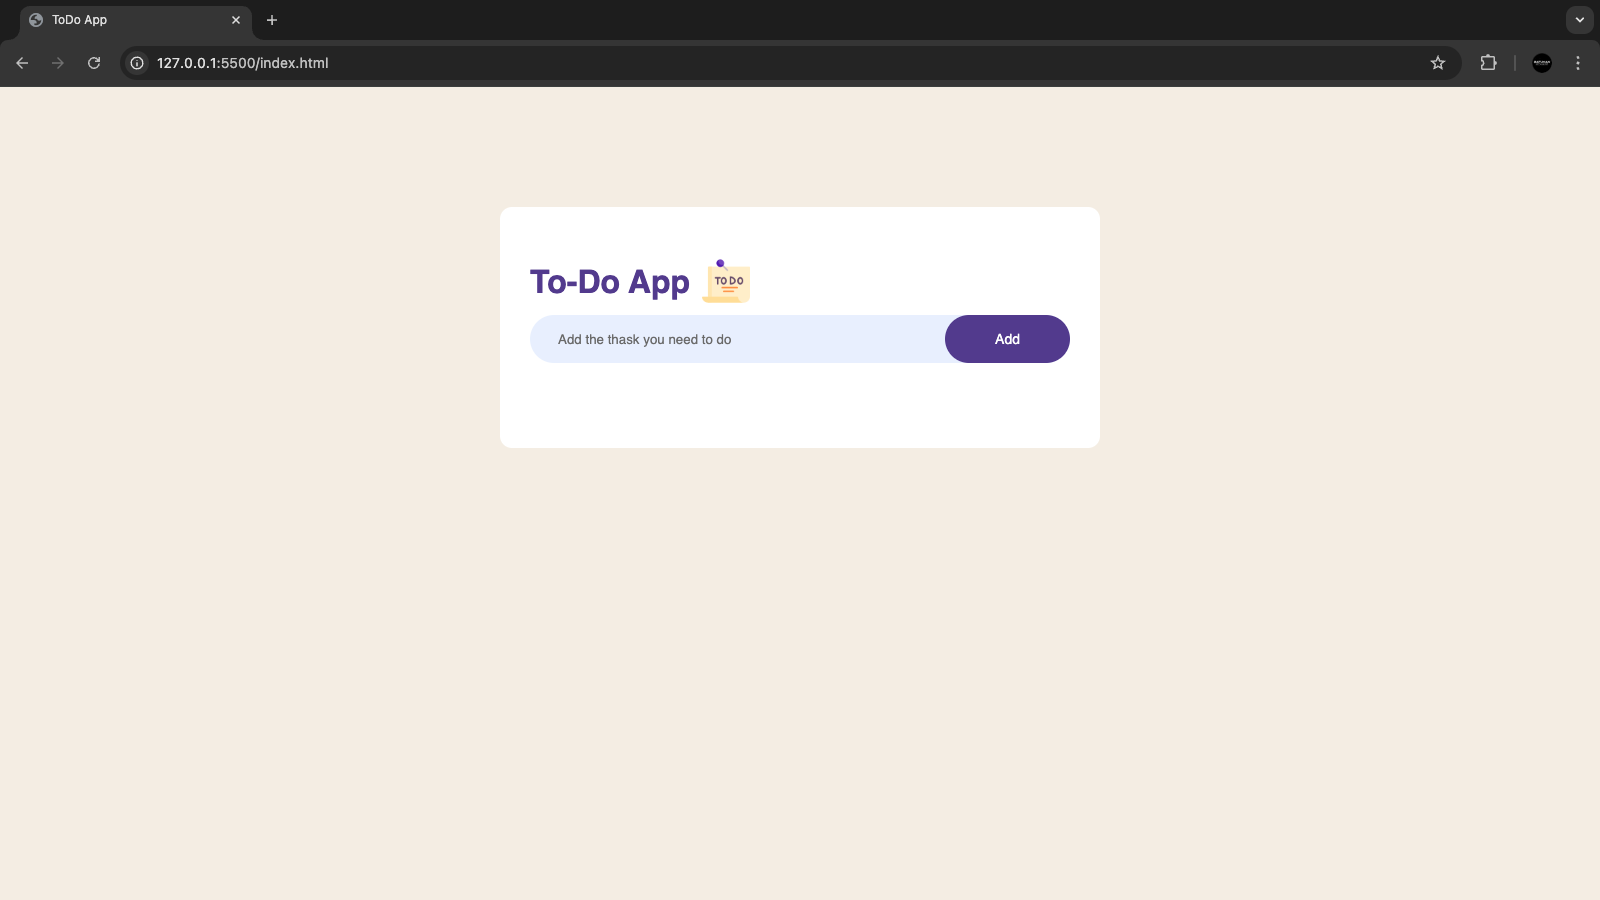 ToDo App
127.0.0.1:5500/index.html
To-Do App
TO DO
Add the thask you need to do
Add